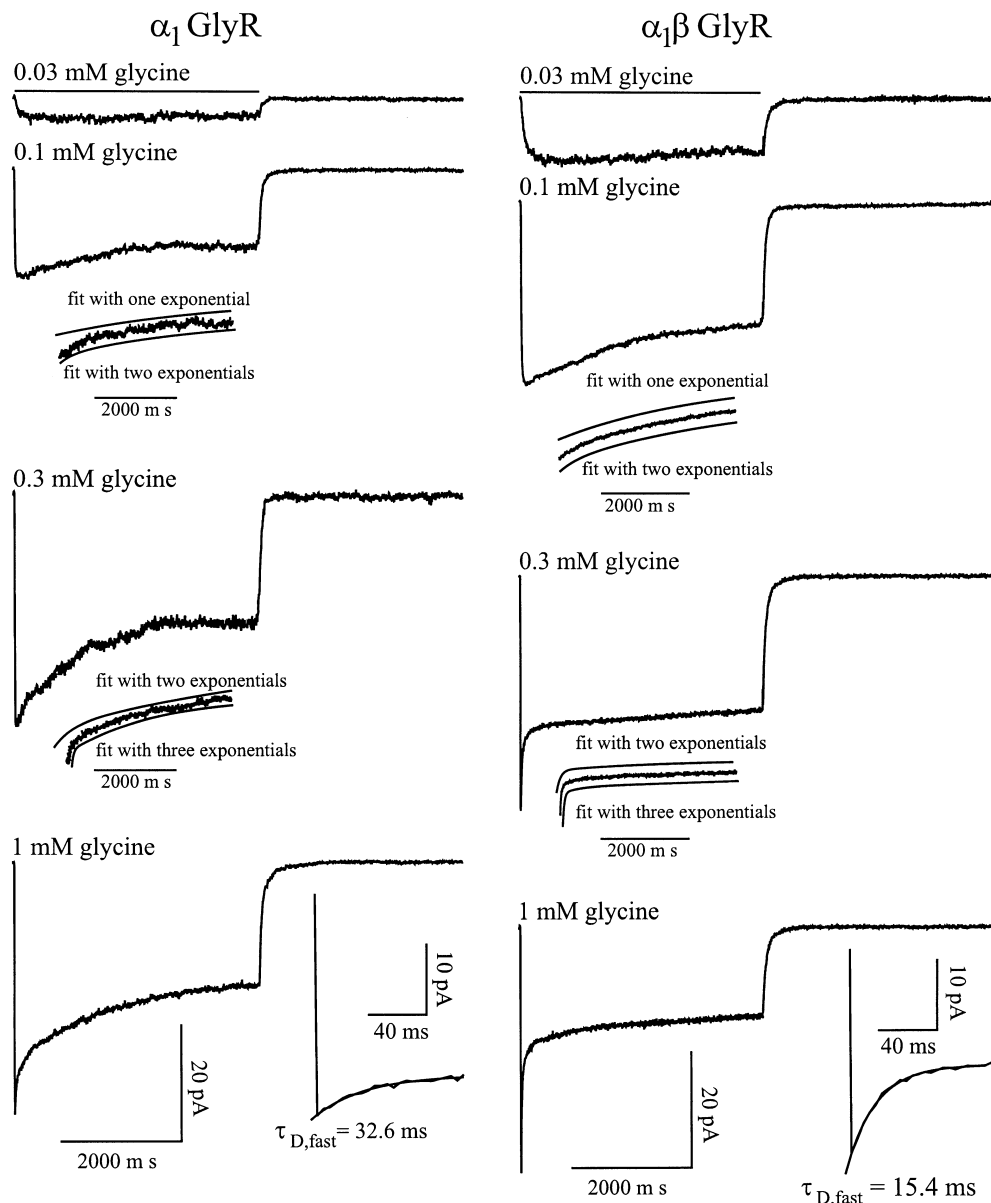 α1 GlyR
0.03 mM glycine
0.1 mM glycine
fit with one exponential
fit with two exponentials
2000 m s
0.3 mM glycine
fit with two exponentials
fit with three exponentials
2000 m s
1 mM glycine
10 pA
40 ms
20 pA
2000 m s
τ D,fast = 32.6 ms
α1β GlyR
0.03 mM glycine
0.1 mM glycine
fit with one exponential
fit with two exponentials
2000 m s
0.3 mM glycine
fit with two exponentials
fit with three exponentials
2000 m s
1 mM glycine
10 pA
40 ms
20 pA
2000 m s
τ D,fast = 15.4 ms